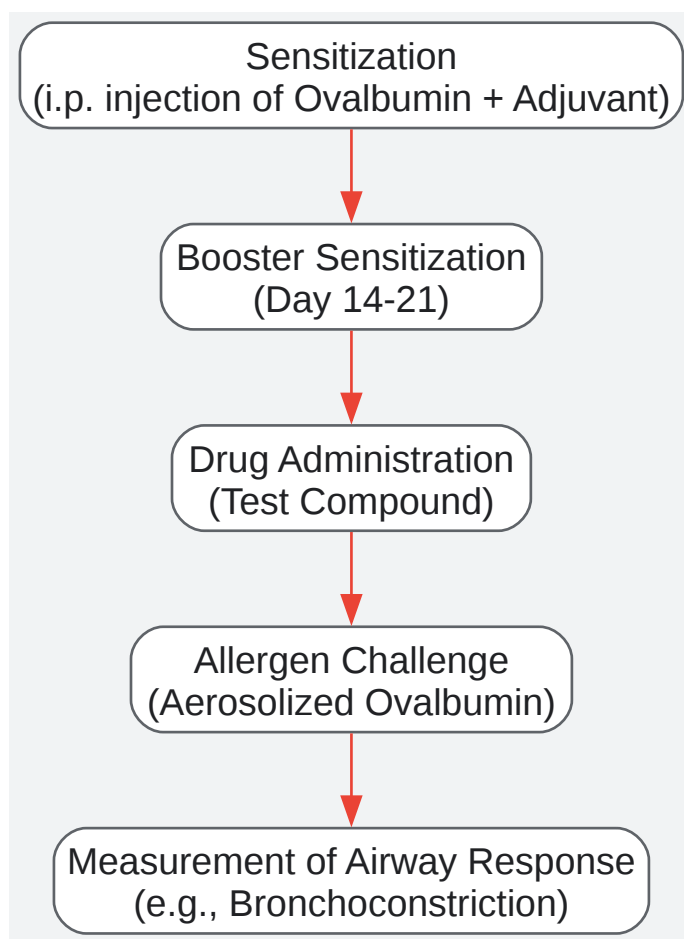 Sensitization
(i.p. injection of Ovalbumin + Adjuvant)
Booster Sensitization
(Day 14-21)
Drug Administration
(Test Compound)
Allergen Challenge
(Aerosolized Ovalbumin)
Measurement of Airway Response
(e.g., Bronchoconstriction)